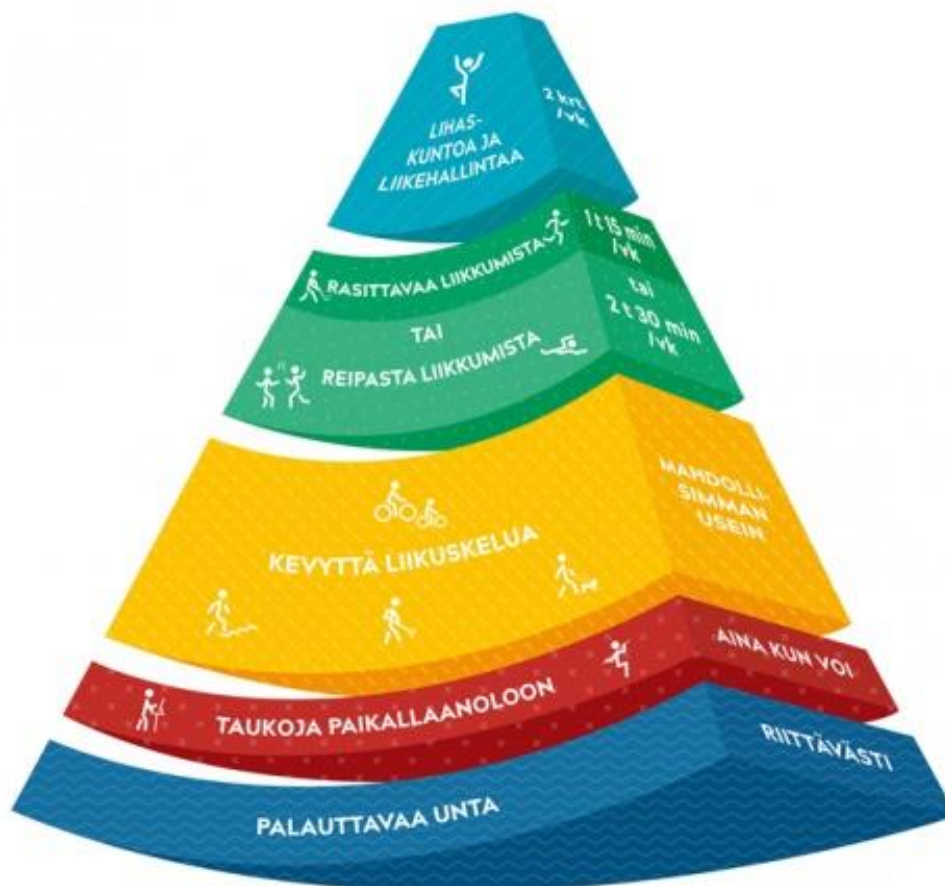 LIHAS-
KUNTOA JA
LIIKEHALLINTAA
2 krt
/vk
RASITTAVAA LIIKKUMISTA
1 t 15 min
/vk
TAI
tai
REIPASTA LIIKKUMISTA
2 t 30 min
/vk
KEVYTTÄ LIIKUSKELUA
MAHDOLLI-
SIMMAN
USEIN
TAUKOJA PAIKALLAANOLOON
AINA KUN VOI
PALAUTTAVAA UNTA
RIITTÄVÄSTI